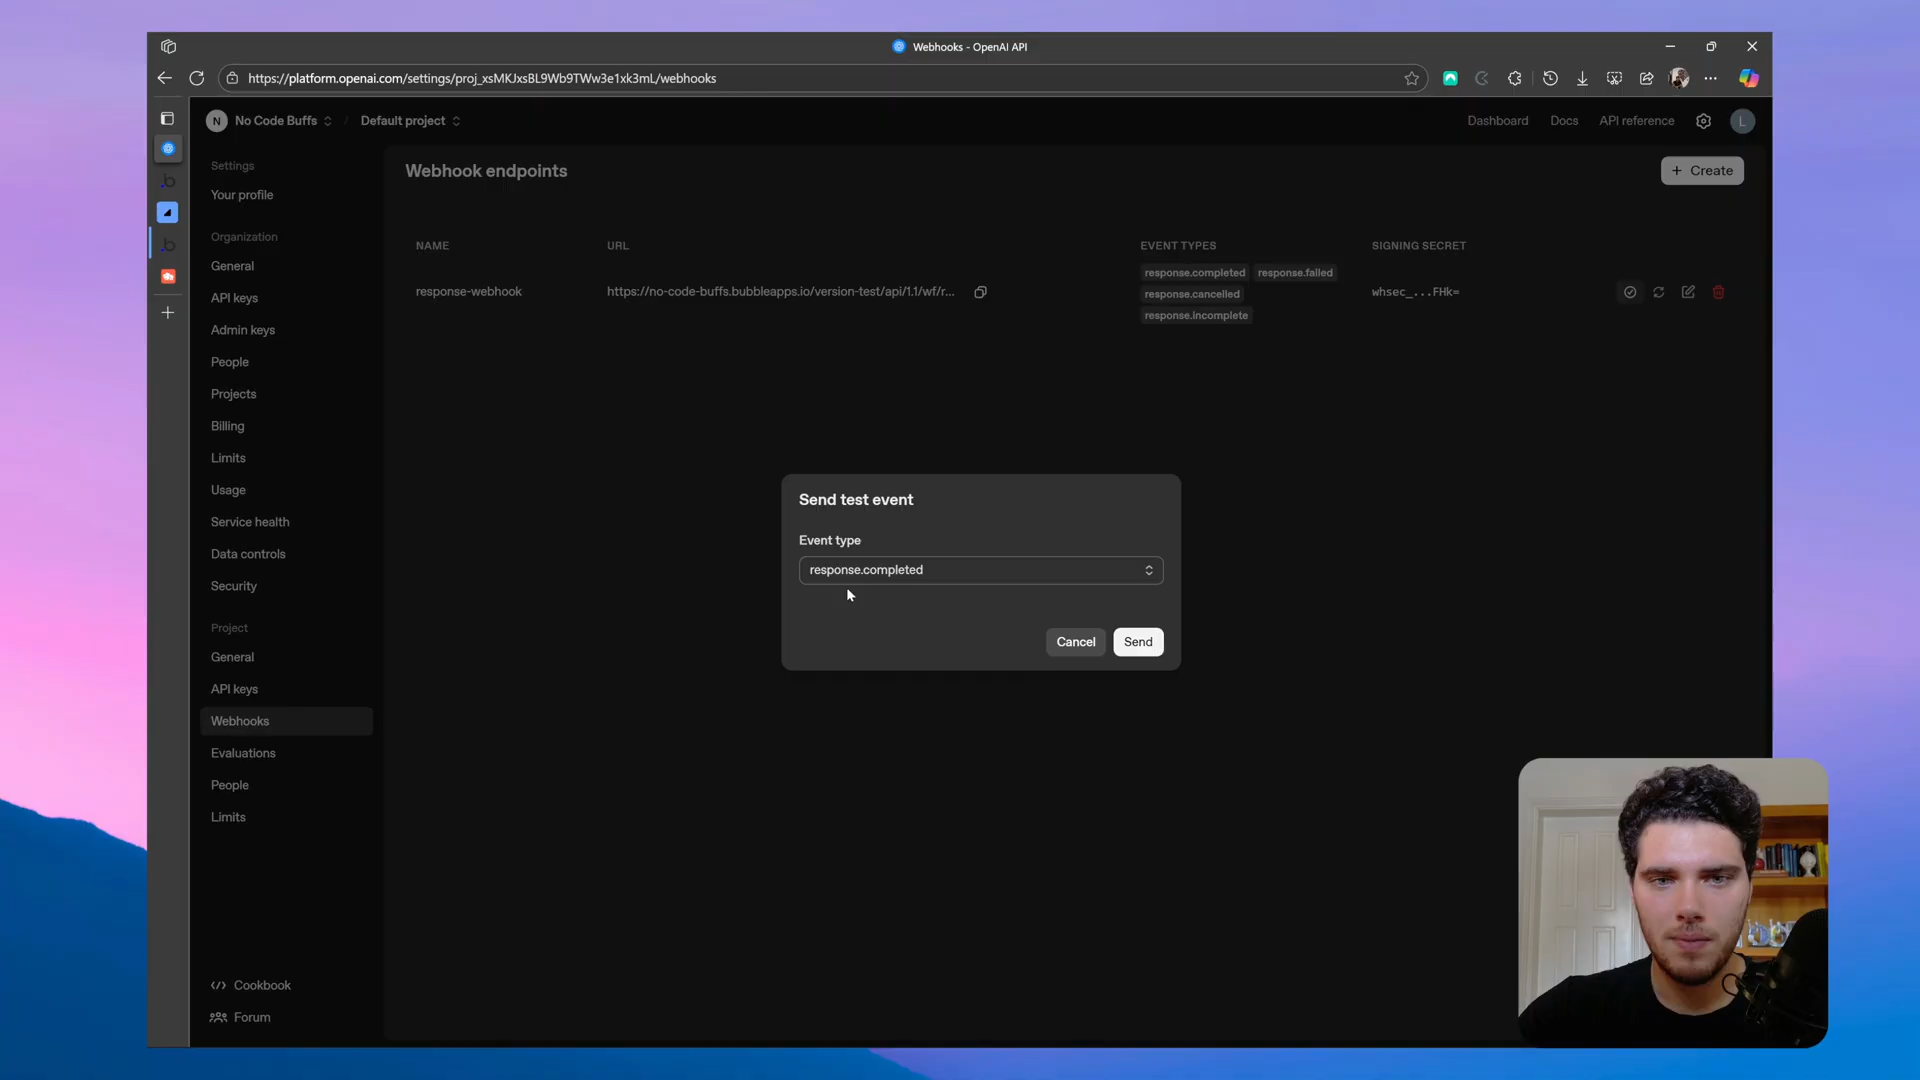 Webhooks - OpenAI API
https://platform.openai.com/settings/proj_xsMKJxsBL9Wb9TWw3e1xk3mL/webhooks
N No Code Buffs / Default project
Dashboard Docs API reference L
Settings
Your profile
Organization
General
API keys
Admin keys
People
Projects
Billing
Limits
Usage
Service health
Data controls
Security
Project
General
API keys
Webhooks
Evaluations
People
Limits
Cookbook
Forum
Webhook endpoints
+ Create
NAME URL EVENT TYPES SIGNING SECRET
response-webhook https://no-code-buffs.bubbleapps.io/version-test/api/1.1/wf/r... response.completed response.failed whsec_...FHk=
response.cancelled
response.incomplete
Send test event
Event type
response.completed
Cancel Send